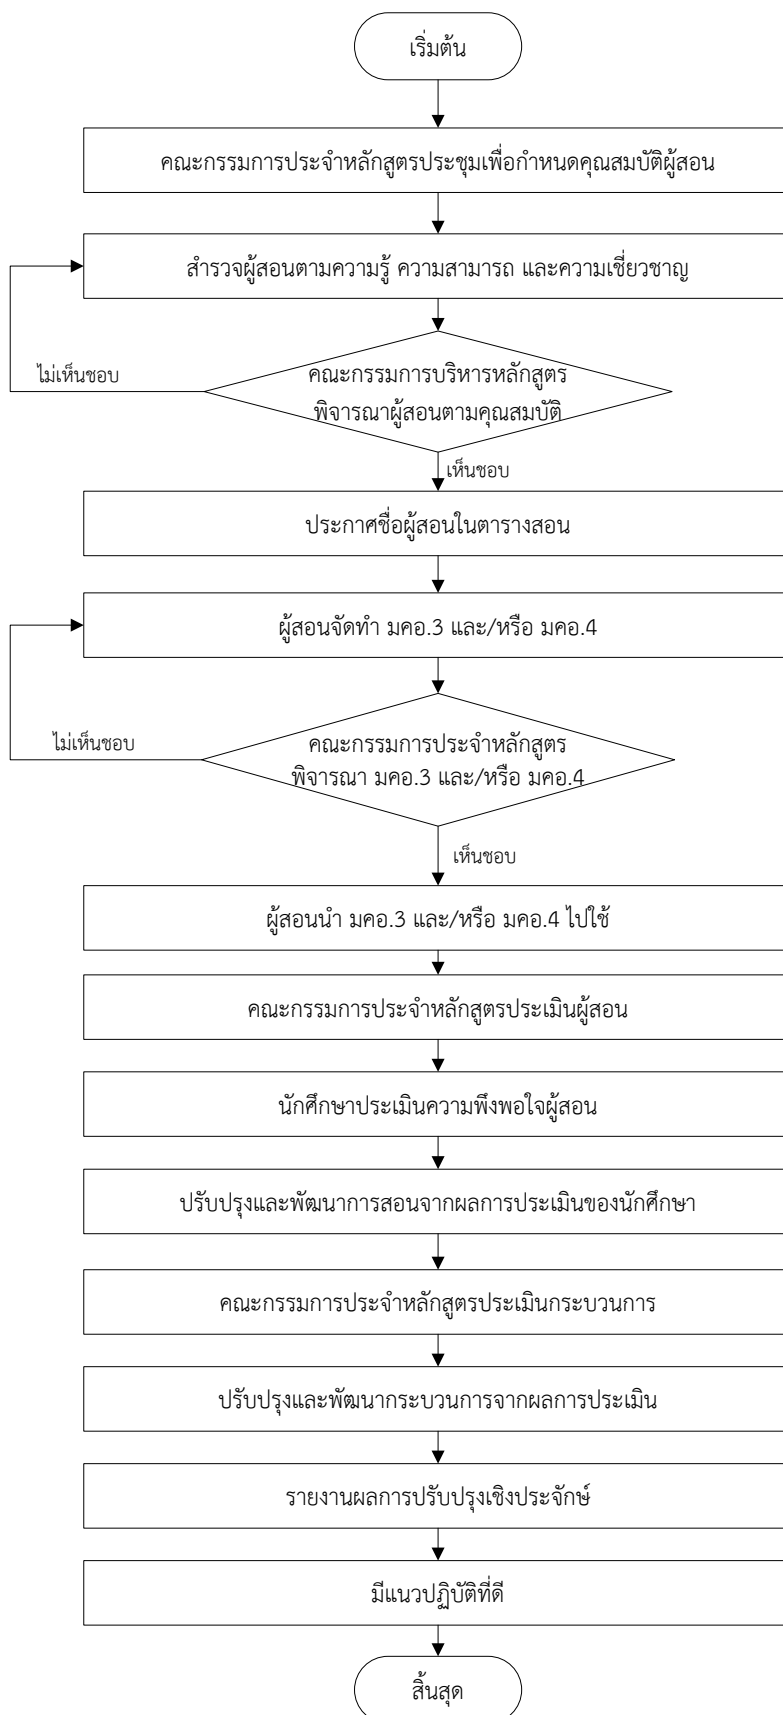 เริ่มต้น
คณะกรรมการประจำหลักสูตรประชุมเพื่อกำหนดคุณสมบัติผู้สอน
สำรวจผู้สอนตามความรู้ ความสามารถ และความเชี่ยวชาญ
ไม่เห็นชอบ
คณะกรรมการบริหารหลักสูตร
พิจารณาผู้สอนตามคุณสมบัติ
เห็นชอบ
ประกาศชื่อผู้สอนในตารางสอน
ผู้สอนจัดทำ มคอ.3 และ/หรือ มคอ.4
ไม่เห็นชอบ
คณะกรรมการประจำหลักสูตร
พิจารณา มคอ.3 และ/หรือ มคอ.4
เห็นชอบ
ผู้สอนนำ มคอ.3 และ/หรือ มคอ.4 ไปใช้
คณะกรรมการประจำหลักสูตรประเมินผู้สอน
นักศึกษาประเมินความพึงพอใจผู้สอน
ปรับปรุงและพัฒนาการสอนจากผลการประเมินของนักศึกษา
คณะกรรมการประจำหลักสูตรประเมินกระบวนการ
ปรับปรุงและพัฒนากระบวนการจากผลการประเมิน
รายงานผลการปรับปรุงเชิงประจักษ์
มีแนวปฏิบัติที่ดี
สิ้นสุด